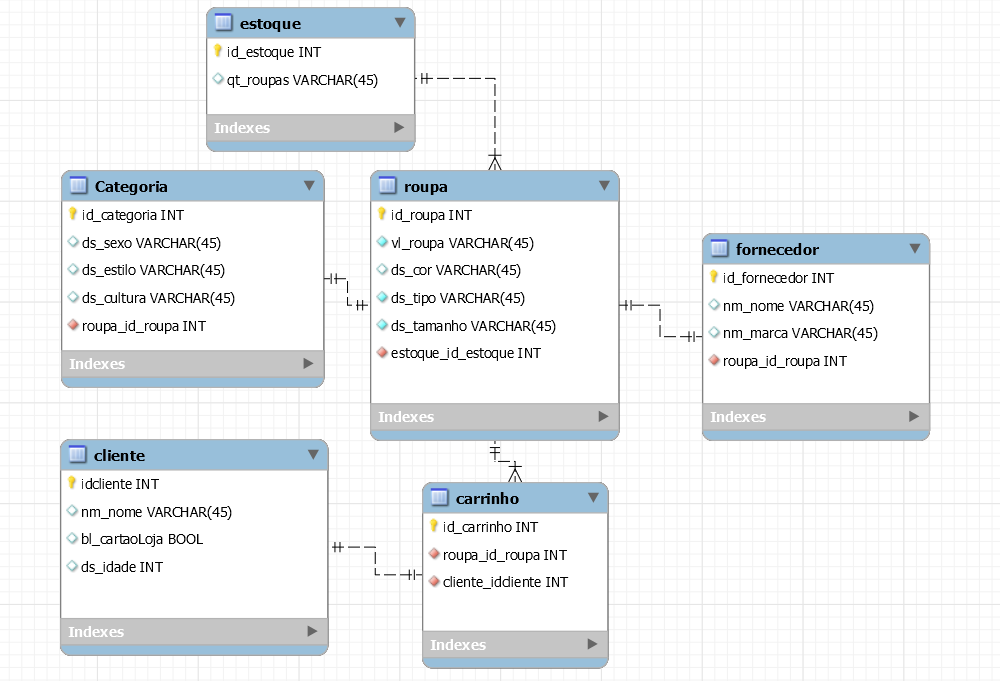 estoque
id_estoque INT
qt_roupas VARCHAR(45)
Indexes
Categoria
id_categoria INT
ds_sexo VARCHAR(45)
ds_estilo VARCHAR(45)
ds_cultura VARCHAR(45)
roupa_id_roupa INT
Indexes
roupa
id_roupa INT
vl_roupa VARCHAR(45)
ds_cor VARCHAR(45)
ds_tipo VARCHAR(45)
ds_tamanho VARCHAR(45)
estoque_id_estoque INT
Indexes
fornecedor
id_fornecedor INT
nm_nome VARCHAR(45)
nm_marca VARCHAR(45)
roupa_id_roupa INT
Indexes
cliente
idcliente INT
nm_nome VARCHAR(45)
bl_cartaoLoja BOOL
ds_idade INT
Indexes
carrinho
id_carrinho INT
roupa_id_roupa INT
cliente_idcliente INT
Indexes